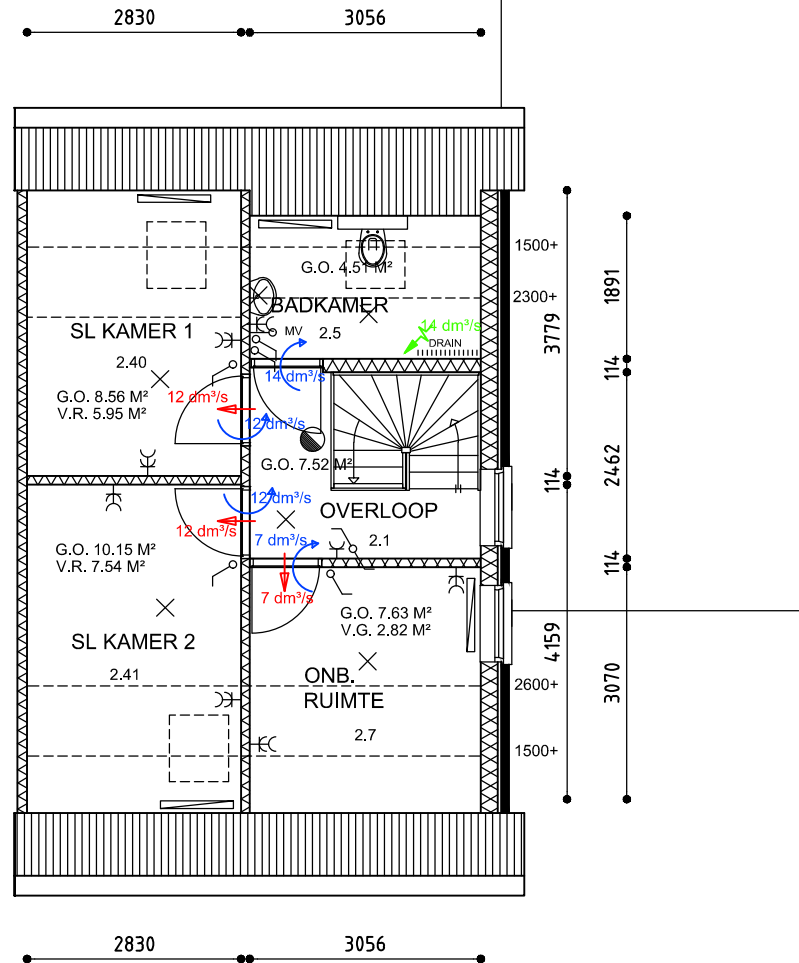 2830
3056
1500+
G.O. 4.51 M²
2300+
1891
3779
BADKAMER
SL KAMER 1
MV
2.5
14 dm³/s
DRAIN
2.40
114
14 dm³/s
G.O. 8.56 M²
V.R. 5.95 M²
12 dm³/s
12 dm³/s
G.O. 7.52 M²
2462
114
12 dm³/s
OVERLOOP
12 dm³/s
7 dm³/s
2.1
G.O. 10.15 M²
V.R. 7.54 M²
114
7 dm³/s
G.O. 7.63 M²
V.G. 2.82 M²
SL KAMER 2
4159
2.41
ONB.
RUIMTE
2600+
3070
2.7
1500+
2830
3056